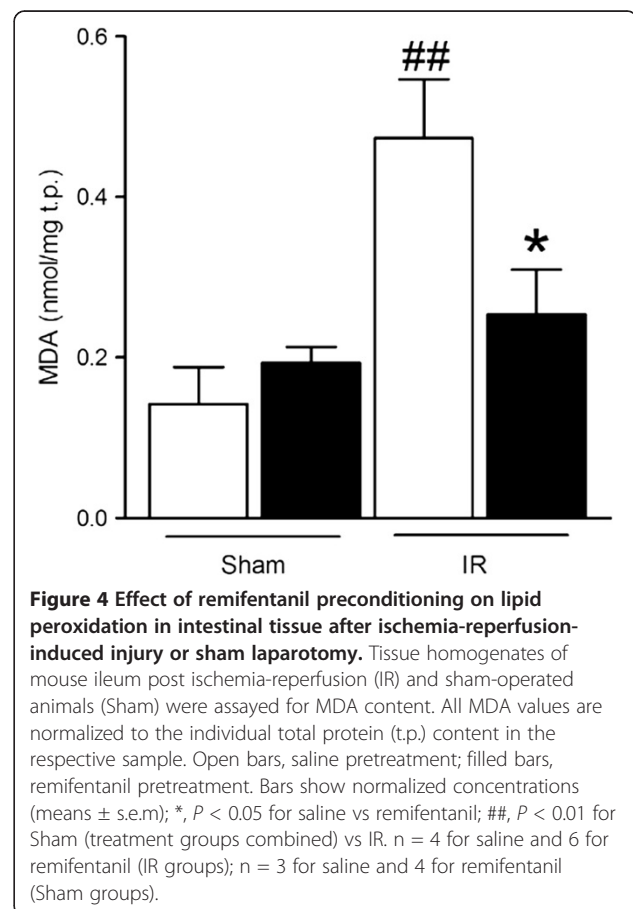 0.6
##
0.4
*
MDA (nmol/mg t.p.)
0.2
0.0
Sham
IR
Figure 4 Effect of remifentanil preconditioning on lipid
peroxidation in intestinal tissue after ischemia-reperfusion-
induced injury or sham laparotomy. Tissue homogenates of
mouse ileum post ischemia-reperfusion (IR) and sham-operated
animals (Sham) were assayed for MDA content. All MDA values are
normalized to the individual total protein (t.p.) content in the
respective sample. Open bars, saline pretreatment; filled bars,
remifentanil pretreatment. Bars show normalized concentrations
(means ± s.e.m); *, P < 0.05 for saline vs remifentanil; ##, P < 0.01 for
Sham (treatment groups combined) vs IR. n = 4 for saline and 6 for
remifentanil (IR groups); n = 3 for saline and 4 for remifentanil
(Sham groups).